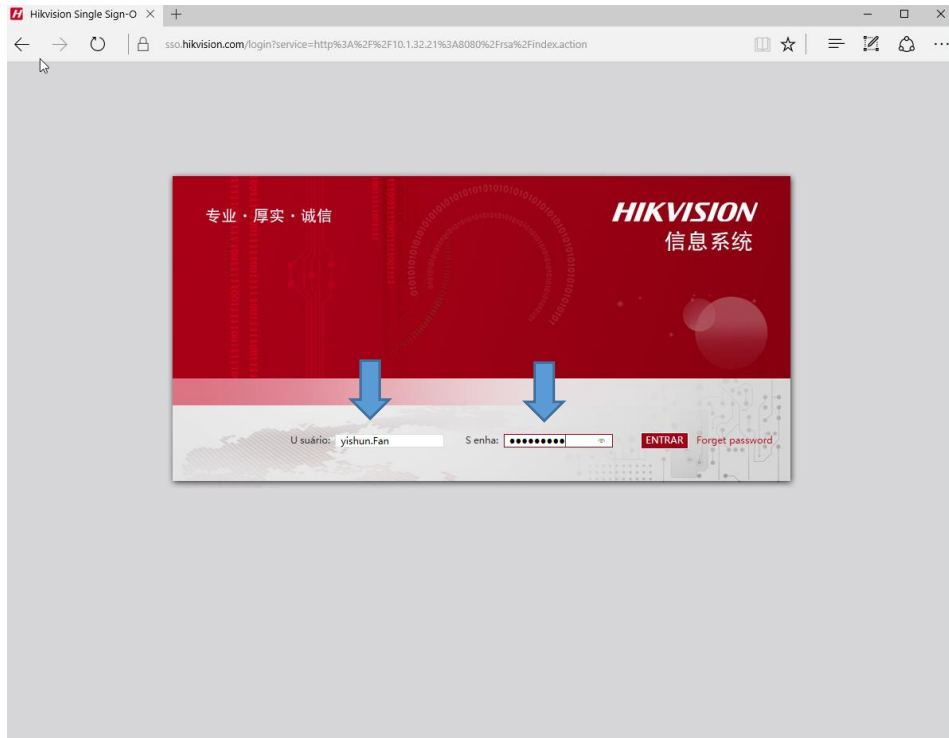 Hikvision Single Sign-O
sso.hikvision.com/login?service=http%3A%2F%2F10.1.32.21%3A8080%2Frsa%2Findex.action
专业·厚实·诚信
HIKVISION
信息系统
U suário: yishun.Fan S enha: ●●●●●●●●● ENTRAR Forget password